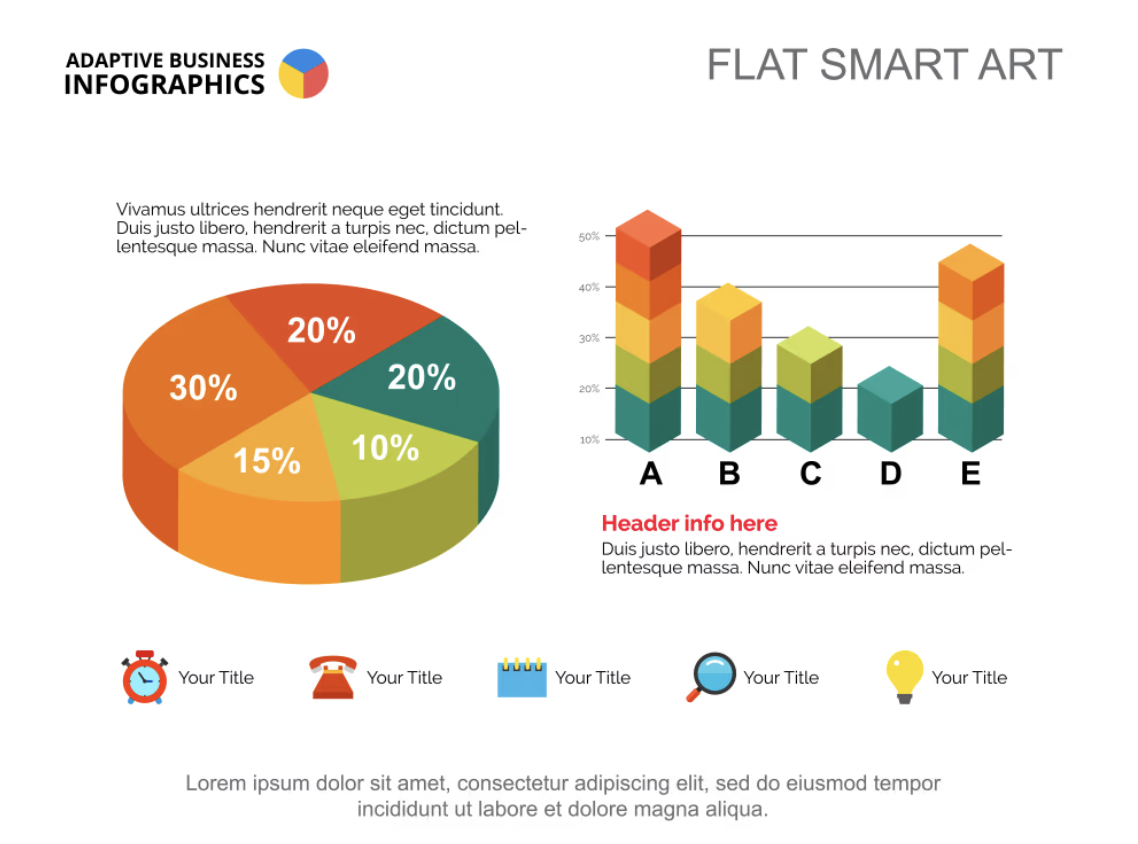 ADAPTIVE BUSINESS
INFOGRAPHICS
FLAT SMART ART
Vivamus ultrices hendrerit neque eget tincidunt.
Duis justo libero, hendrerit a turpis nec, dictum pel-
lentesque massa. Nunc vitae eleifend massa.
20%
30%
20%
15%
10%
50%
40%
30%
20%
10%
A B C D E
Header info here
Duis justo libero, hendrerit a turpis nec, dictum pel-
lentesque massa. Nunc vitae eleifend massa.
Your Title
Your Title
Your Title
Your Title
Your Title
Lorem ipsum dolor sit amet, consectetur adipiscing elit, sed do eiusmod tempor
incididunt ut labore et dolore magna aliqua.